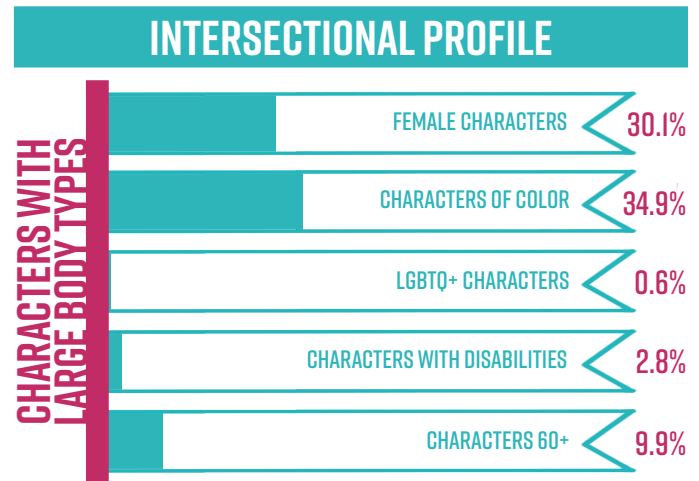 INTERSECTIONAL PROFILE
CHARACTERS WITH
LARGE BODY TYPES
FEMALE CHARACTERS 30.1%
CHARACTERS OF COLOR 34.9%
LGBTQ+ CHARACTERS 0.6%
CHARACTERS WITH DISABILITIES 2.8%
CHARACTERS 60+ 9.9%